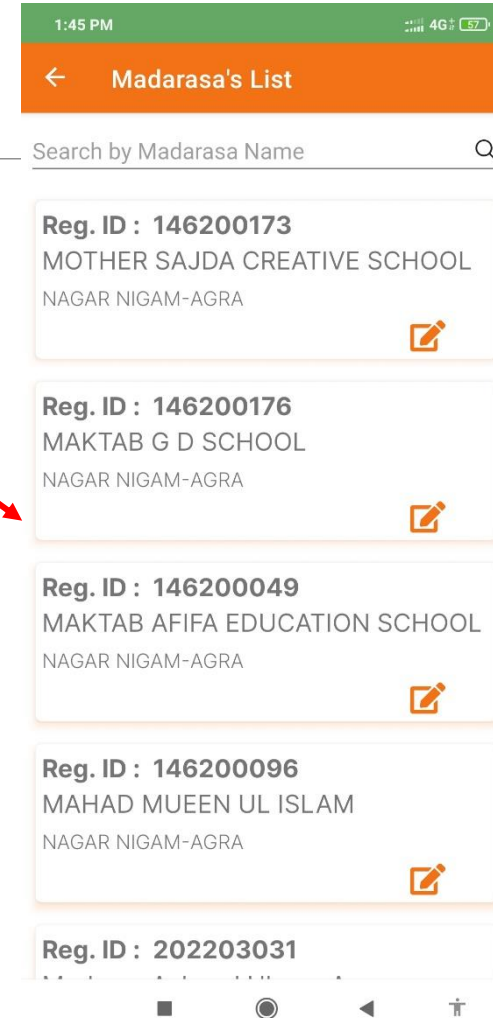 1:45 PM 4G 57
Madarasa's List
Search by Madarasa Name
Reg. ID : 146200173
MOTHER SAJDA CREATIVE SCHOOL
NAGAR NIGAM-AGRA
Reg. ID : 146200176
MAKTAB G D SCHOOL
NAGAR NIGAM-AGRA
Reg. ID : 146200049
MAKTAB AFIFA EDUCATION SCHOOL
NAGAR NIGAM-AGRA
Reg. ID : 146200096
MAHAD MUEEN UL ISLAM
NAGAR NIGAM-AGRA
Reg. ID : 202203031